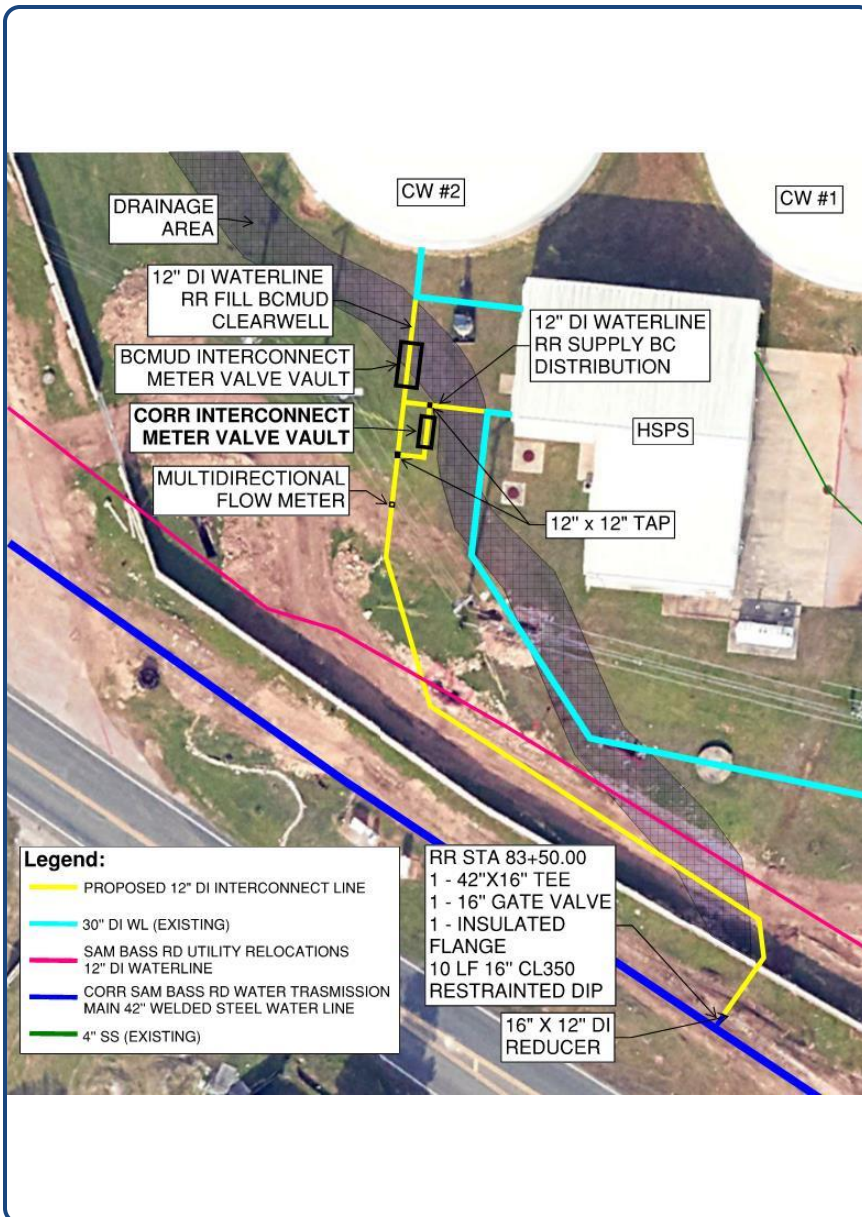 CW #2
CW #1
DRAINAGE
AREA
12" DI WATERLINE
RR FILL BCMUD
CLEARWELL
12" DI WATERLINE
RR SUPPLY BC
DISTRIBUTION
BCMUD INTERCONNECT
METER VALVE VAULT
CORR INTERCONNECT
METER VALVE VAULT
HSPS
MULTIDIRECTIONAL
FLOW METER
12" x 12" TAP
RR STA 83+50.00
1 - 42"X16" TEE
1 - 16" GATE VALVE
1 - INSULATED
FLANGE
10 LF 16" CL350
RESTRAINTED DIP
16" X 12" DI
REDUCER
Legend:
PROPOSED 12" DI INTERCONNECT LINE
30" DI WL (EXISTING)
SAM BASS RD UTILITY RELOCATIONS
12" DI WATERLINE
CORR SAM BASS RD WATER TRASMISSION
MAIN 42" WELDED STEEL WATER LINE
4" SS (EXISTING)